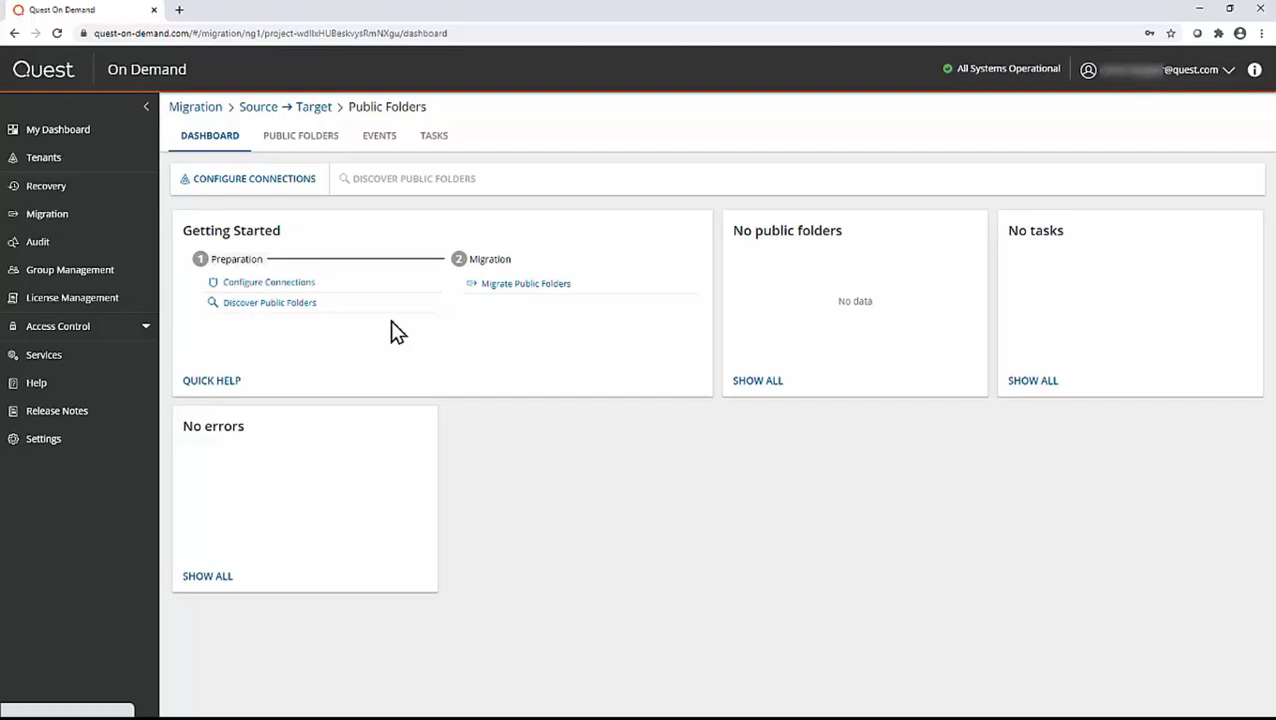 Quest On Demand
quest-on-demand.com/#/migration/ng1/project-wdIlxHUBeskvysRmNXgu/dashboard
Quest On Demand All Systems Operational @quest.com
Migration > Source → Target > Public Folders
DASHBOARD PUBLIC FOLDERS EVENTS TASKS
My Dashboard
Tenants
Recovery
Migration
Audit
Group Management
License Management
Access Control
Services
Help
Release Notes
Settings
CONFIGURE CONNECTIONS DISCOVER PUBLIC FOLDERS
Getting Started
1 Preparation 2 Migration
Configure Connections Migrate Public Folders
Discover Public Folders
QUICK HELP
No public folders
No data
SHOW ALL
No tasks
SHOW ALL
No errors
SHOW ALL